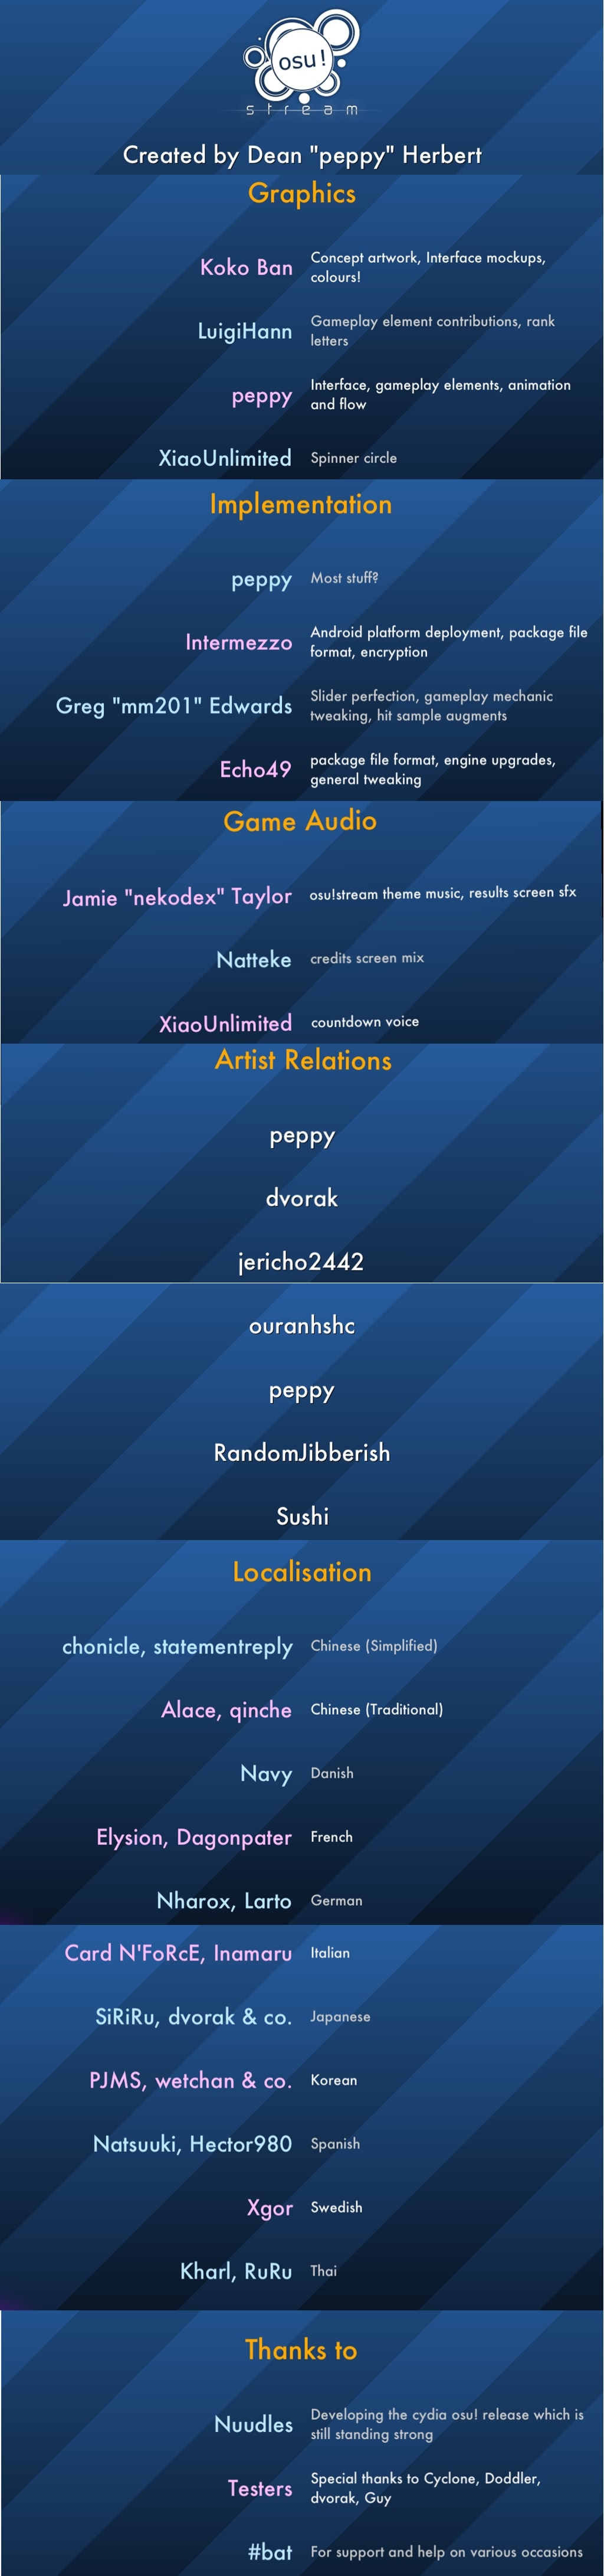 osu!
stream
Created by Dean "peppy" Herbert
Graphics
Koko Ban Concept artwork, Interface mockups,
colours!
LuigiHann Gameplay element contributions, rank
letters
peppy Interface, gameplay elements, animation
and flow
XiaoUnlimited Spinner circle
Implementation
peppy Most stuff?
Intermezzo Android platform deployment, package file
format, encryption
Greg "mm201" Edwards Slider perfection, gameplay mechanic
tweaking, hit sample augments
Echo49 package file format, engine upgrades,
general tweaking
Game Audio
Jamie "nekodex" Taylor osu!stream theme music, results screen sfx
Natteke credits screen mix
XiaoUnlimited countdown voice
Artist Relations
peppy
dvorak
jericho2442
ouranhshc
peppy
RandomJibberish
Sushi
Localisation
chonicle, statementreply Chinese (Simplified)
Alace, qinche Chinese (Traditional)
Navy Danish
Elysion, Dagonpater French
Nharox, Larto German
Card N'FoRcE, Inamaru Italian
SiRiRu, dvorak & co. Japanese
PJMS, wetchan & co. Korean
Natsuuki, Hector980 Spanish
Xgor Swedish
Kharl, RuRu Thai
Thanks to
Nuudles Developing the cydia osu! release which is
still standing strong
Testers Special thanks to Cyclone, Doddler,
dvorak, Guy
#bat For support and help on various occasions